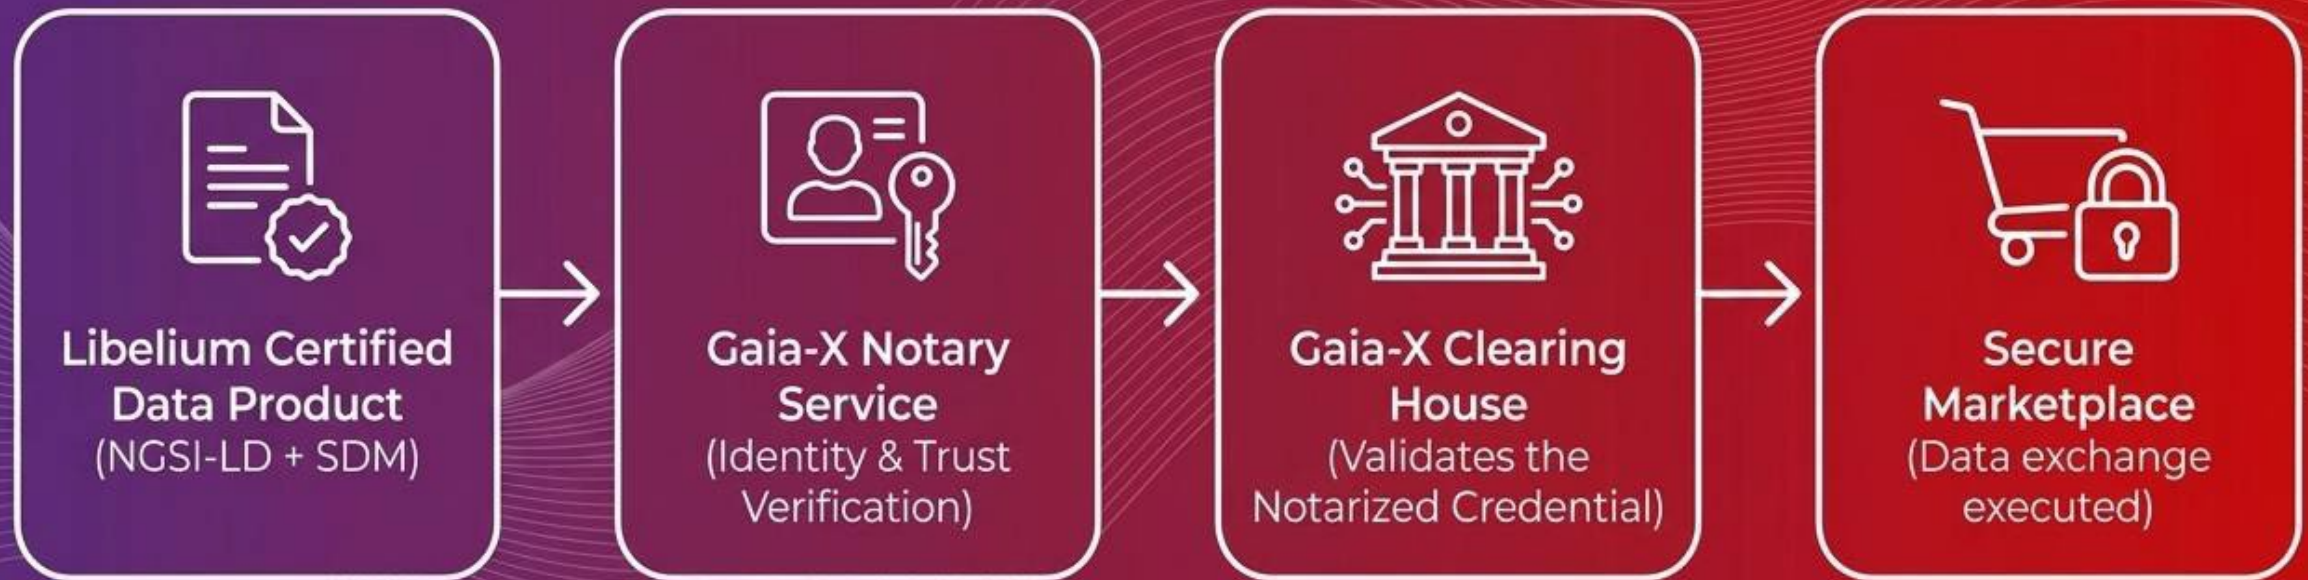 Libelium Certified
Data Product
(NGSI-LD + SDM)
Gaia-X Notary
Service
(Identity & Trust
Verification)
Gaia-X Clearing
House
(Validates the
Notarized Credential)
Secure
Marketplace
(Data exchange
executed)